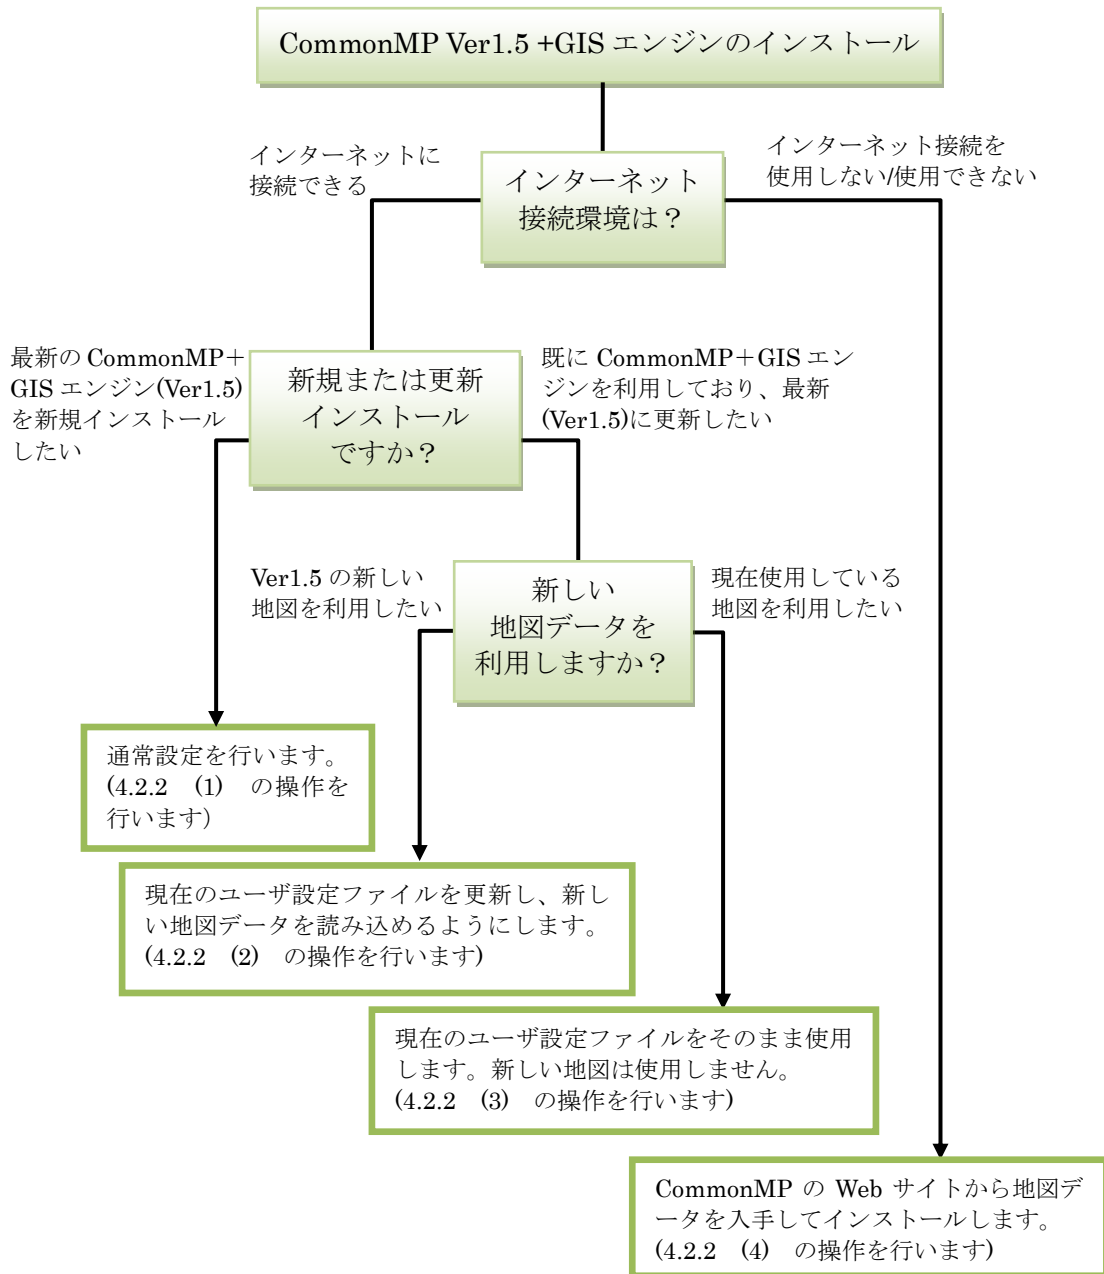 CommonMP Ver1.5 +GIS エンジンのインストール
インターネットに
接続できる
インターネット
接続環境は？
インターネット接続を
使用しない/使用できない
最新の CommonMP＋
GIS エンジン(Ver1.5)
を新規インストール
したい
新規または更新
インストール
ですか？
既に CommonMP＋GIS エン
ジンを利用しており、最新
(Ver1.5)に更新したい
Ver1.5 の新しい
地図を利用したい
新しい
地図データを
利用しますか？
現在使用している
地図を利用したい
通常設定を行います。
(4.2.2　(1)　の操作を
行います)
現在のユーザ設定ファイルを更新し、新し
い地図データを読み込めるようにします。
(4.2.2　(2)　の操作を行います)
現在のユーザ設定ファイルをそのまま使用
します。新しい地図は使用しません。
(4.2.2　(3)　の操作を行います)
CommonMP の Web サイトから地図デ
ータを入手してインストールします。
(4.2.2　(4)　の操作を行います)